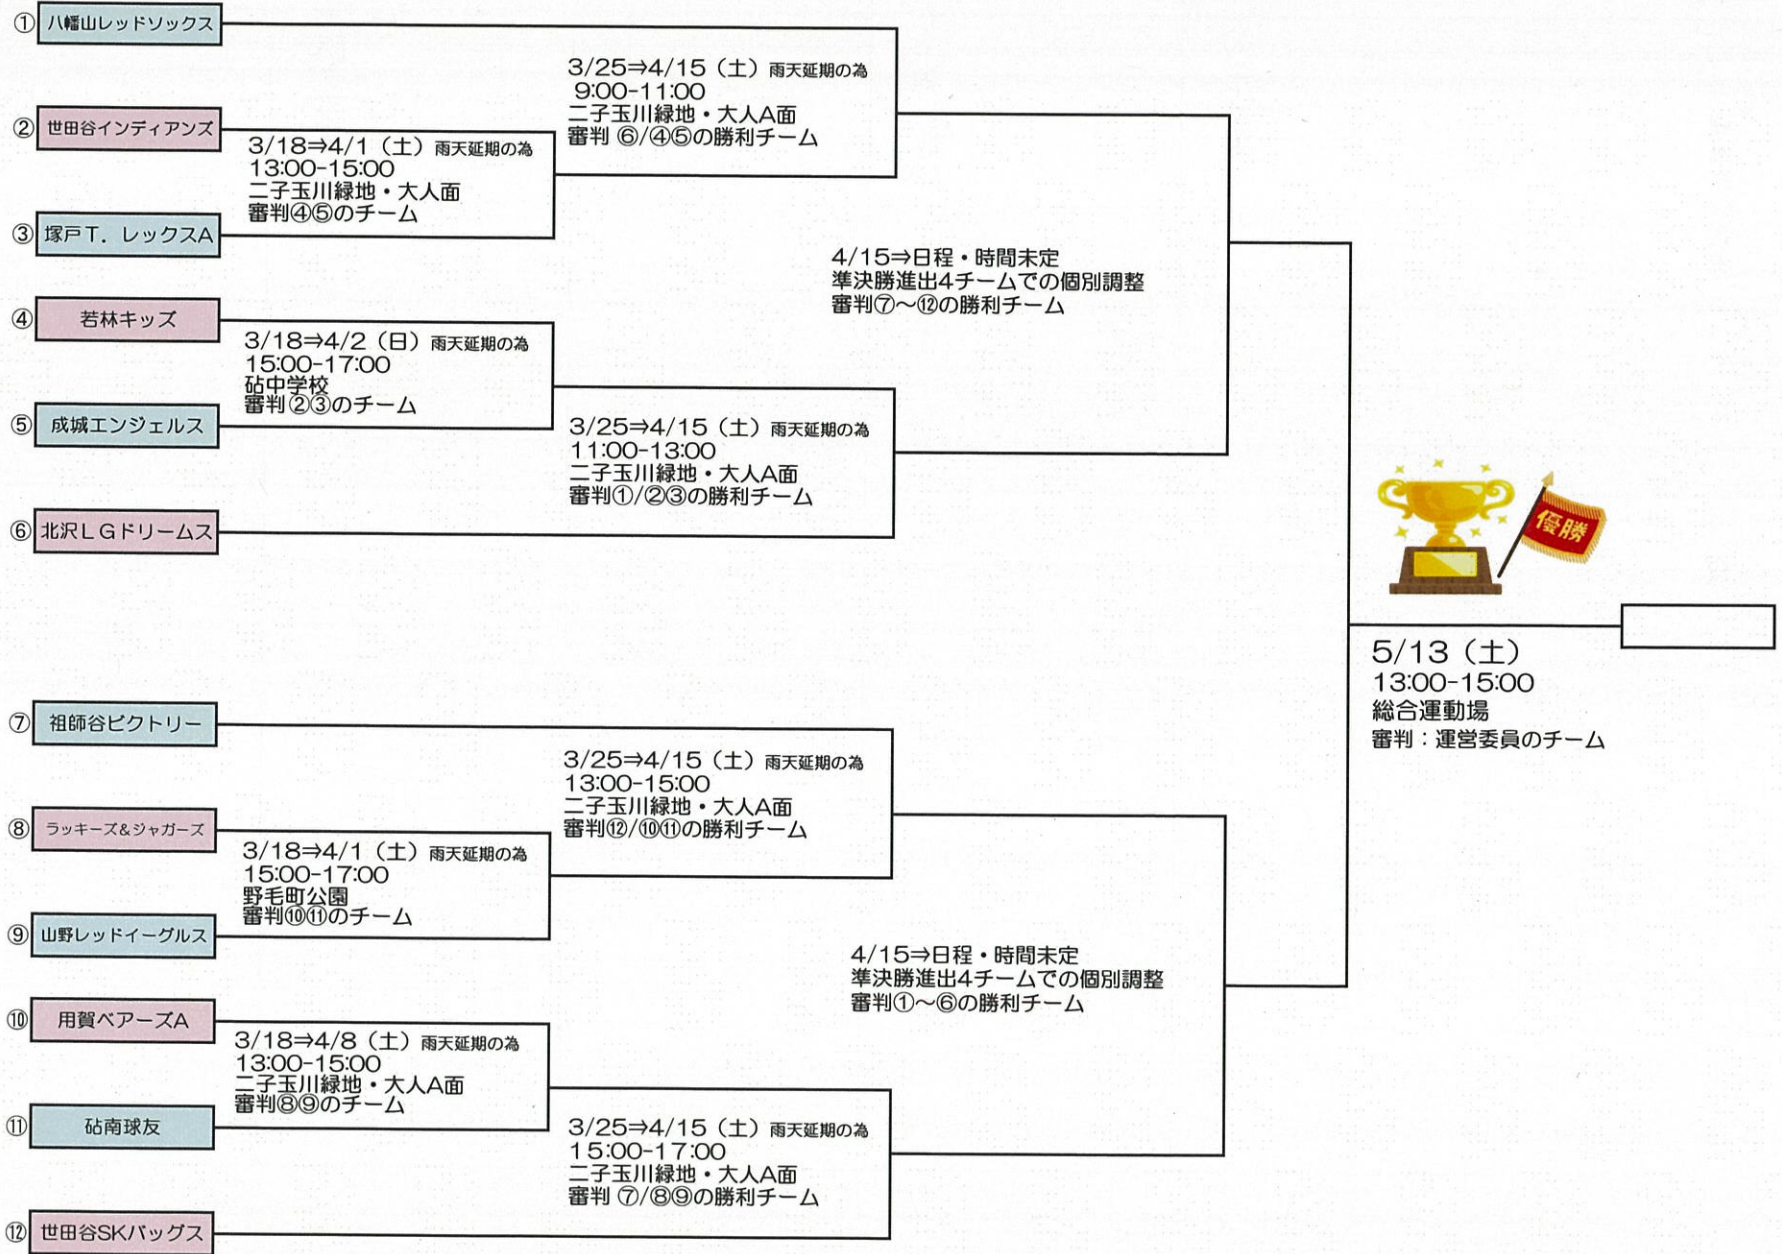 ① 八幡山レッドソックス
3/25⇒4/15（土）雨天延期の為
9:00-11:00
二子玉川緑地・大人A面
審判 ⑥/④⑤の勝利チーム
② 世田谷インディアンズ
3/18⇒4/1（土）雨天延期の為
13:00-15:00
二子玉川緑地・大人面
審判④⑤のチーム
③ 塚戸T．レックスA
4/15⇒日程・時間未定
準決勝進出4チームでの個別調整
審判⑦～⑫の勝利チーム
④ 若林キッズ
3/18⇒4/2（日）雨天延期の為
15:00-17:00
砧中学校
審判②③のチーム
⑤ 成城エンジェルス
3/25⇒4/15（土）雨天延期の為
11:00-13:00
二子玉川緑地・大人A面
審判①/②③の勝利チーム
⑥ 北沢LGドリームス
優勝
5/13（土）
13:00-15:00
総合運動場
審判：運営委員のチーム
⑦ 祖師谷ビクトリー
3/25⇒4/15（土）雨天延期の為
13:00-15:00
二子玉川緑地・大人A面
審判⑫/⑩⑪の勝利チーム
⑧ ラッキーズ&ジャガーズ
3/18⇒4/1（土）雨天延期の為
15:00-17:00
野毛町公園
審判⑩⑪のチーム
⑨ 山野レッドイーグルス
4/15⇒日程・時間未定
準決勝進出4チームでの個別調整
審判①～⑥の勝利チーム
⑩ 用賀ベアーズA
3/18⇒4/8（土）雨天延期の為
13:00-15:00
二子玉川緑地・大人A面
審判⑧⑨のチーム
⑪ 砧南球友
3/25⇒4/15（土）雨天延期の為
15:00-17:00
二子玉川緑地・大人A面
審判 ⑦/⑧⑨の勝利チーム
⑫ 世田谷SKバッグス